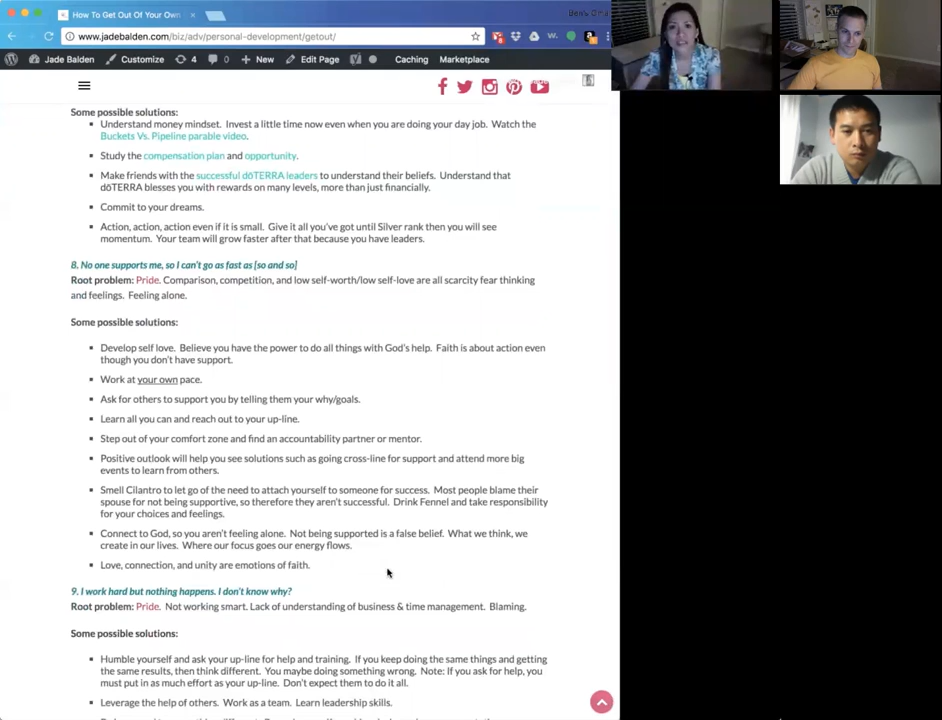 How To Get Out Of Your Own
www.jadebalden.com/biz/adv/personal-development/getout/
Jade Balden
Customize
4
0
New
Edit Page
Caching
Marketplace
Some possible solutions:
Understand money mindset. Invest a little time now even when you are doing your day job. Watch the
Buckets Vs. Pipeline parable video.
Study the compensation plan and opportunity.
Make friends with the successful dōTERRA leaders to understand their beliefs. Understand that
dōTERRA blesses you with rewards on many levels, more than just financially.
Commit to your dreams.
Action, action, action even if it is small. Give it all you've got until Silver rank then you will see
momentum. Your team will grow faster after that because you have leaders.
8. No one supports me, so I can't go as fast as [so and so]
Root problem: Pride. Comparison, competition, and low self-worth/low self-love are all scarcity fear thinking
and feelings. Feeling alone.
Some possible solutions:
Develop self love. Believe you have the power to do all things with God's help. Faith is about action even
though you don't have support.
Work at your own pace.
Ask for others to support you by telling them your why/goals.
Learn all you can and reach out to your up-line.
Step out of your comfort zone and find an accountability partner or mentor.
Positive outlook will help you see solutions such as going cross-line for support and attend more big
events to learn from others.
Smell Cilantro to let go of the need to attach yourself to someone for success. Most people blame their
spouse for not being supportive, so therefore they aren't successful. Drink Fennel and take responsibility
for your choices and feelings.
Connect to God, so you aren't feeling alone. Not being supported is a false belief. What we think, we
create in our lives. Where our focus goes our energy flows.
Love, connection, and unity are emotions of faith.
9. I work hard but nothing happens. I don't know why?
Root problem: Pride. Not working smart. Lack of understanding of business & time management. Blaming.
Some possible solutions:
Humble yourself and ask your up-line for help and training. If you keep doing the same things and getting
the same results, then think different. You maybe doing something wrong. Note: If you ask for help, you
must put in as much effort as your up-line. Don't expect them to do it all.
Leverage the help of others. Work as a team. Learn leadership skills.